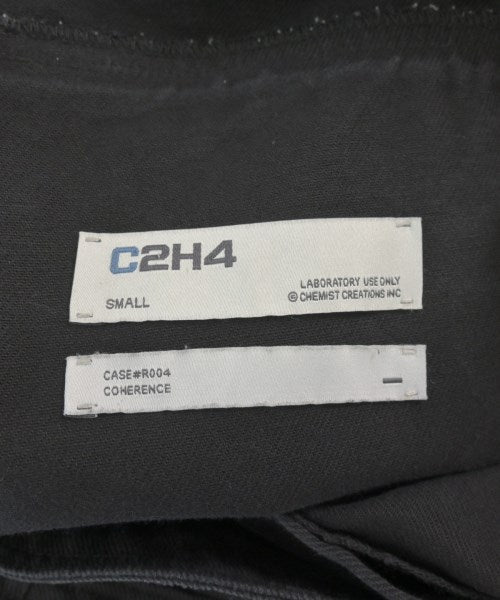 C2H4
SMALL
LABORATORY USE ONLY
© CHEMIST CREATIONS INC
CASE#R004
COHERENCE
–